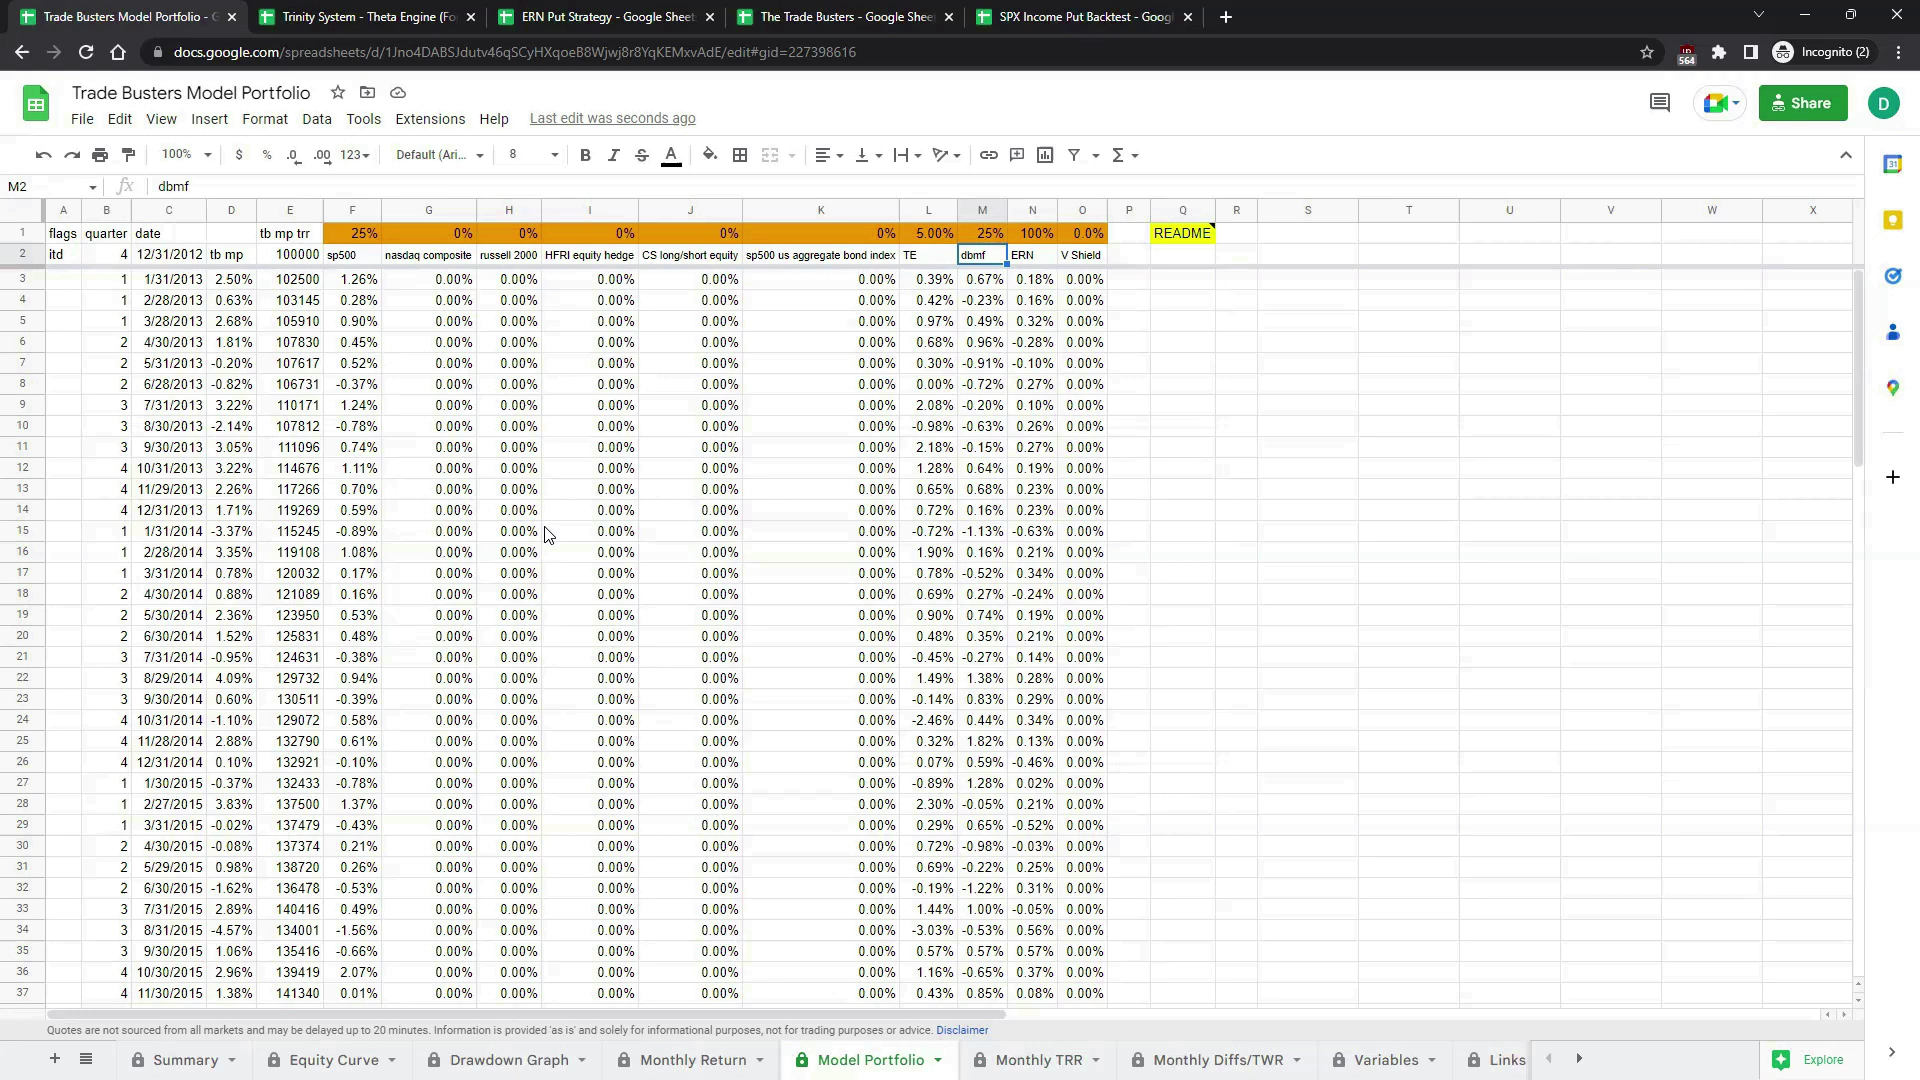 Trade Busters Model Portfolio - G
Trinity System - Theta Engine (Fo
ERN Put Strategy - Google Sheet
The Trade Busters - Google Shee
SPX Income Put Backtest - Goog
docs.google.com/spreadsheets/d/1Jno4DABSJdutv46qSCyHXqoeB8Wjwj8r8YqKEMxvAdE/edit#gid=227398616
564
Incognito (2)
Trade Busters Model Portfolio
File Edit View Insert Format Data Tools Extensions Help Last edit was seconds ago
Share
D
100% $ % .0 .00 123 Default (Ari... 8 B I S A
31
M2 fx dbmf
A B C D E F G H I J K L M N O P Q R S T U V W X
1 flags quarter date tb mp trr 25% 0% 0% 0% 0% 0% 5.00% 25% 100% 0.0% README
2 itd 4 12/31/2012 tb mp 100000 sp500 nasdaq composite russell 2000 HFRI equity hedge CS long/short equity sp500 us aggregate bond index TE dbmf ERN V Shield
3 1 1/31/2013 2.50% 102500 1.26% 0.00% 0.00% 0.00% 0.00% 0.00% 0.39% 0.67% 0.18% 0.00%
4 1 2/28/2013 0.63% 103145 0.28% 0.00% 0.00% 0.00% 0.00% 0.00% 0.42% -0.23% 0.16% 0.00%
5 1 3/28/2013 2.68% 105910 0.90% 0.00% 0.00% 0.00% 0.00% 0.00% 0.97% 0.49% 0.32% 0.00%
6 2 4/30/2013 1.81% 107830 0.45% 0.00% 0.00% 0.00% 0.00% 0.00% 0.68% 0.96% -0.28% 0.00%
7 2 5/31/2013 -0.20% 107617 0.52% 0.00% 0.00% 0.00% 0.00% 0.00% 0.30% -0.91% -0.10% 0.00%
8 2 6/28/2013 -0.82% 106731 -0.37% 0.00% 0.00% 0.00% 0.00% 0.00% 0.00% -0.72% 0.27% 0.00%
9 3 7/31/2013 3.22% 110171 1.24% 0.00% 0.00% 0.00% 0.00% 0.00% 2.08% -0.20% 0.10% 0.00%
10 3 8/30/2013 -2.14% 107812 -0.78% 0.00% 0.00% 0.00% 0.00% 0.00% -0.98% -0.63% 0.26% 0.00%
11 3 9/30/2013 3.05% 111096 0.74% 0.00% 0.00% 0.00% 0.00% 0.00% 2.18% -0.15% 0.27% 0.00%
12 4 10/31/2013 3.22% 114676 1.11% 0.00% 0.00% 0.00% 0.00% 0.00% 1.28% 0.64% 0.19% 0.00%
13 4 11/29/2013 2.26% 117266 0.70% 0.00% 0.00% 0.00% 0.00% 0.00% 0.65% 0.68% 0.23% 0.00%
14 4 12/31/2013 1.71% 119269 0.59% 0.00% 0.00% 0.00% 0.00% 0.00% 0.72% 0.16% 0.23% 0.00%
15 1 1/31/2014 -3.37% 115245 -0.89% 0.00% 0.00% 0.00% 0.00% 0.00% -0.72% -1.13% -0.63% 0.00%
16 1 2/28/2014 3.35% 119108 1.08% 0.00% 0.00% 0.00% 0.00% 0.00% 1.90% 0.16% 0.21% 0.00%
17 1 3/31/2014 0.78% 120032 0.17% 0.00% 0.00% 0.00% 0.00% 0.00% 0.78% -0.52% 0.34% 0.00%
18 2 4/30/2014 0.88% 121089 0.16% 0.00% 0.00% 0.00% 0.00% 0.00% 0.69% 0.27% -0.24% 0.00%
19 2 5/30/2014 2.36% 123950 0.53% 0.00% 0.00% 0.00% 0.00% 0.00% 0.90% 0.74% 0.19% 0.00%
20 2 6/30/2014 1.52% 125831 0.48% 0.00% 0.00% 0.00% 0.00% 0.00% 0.48% 0.35% 0.21% 0.00%
21 3 7/31/2014 -0.95% 124631 -0.38% 0.00% 0.00% 0.00% 0.00% 0.00% -0.45% -0.27% 0.14% 0.00%
22 3 8/29/2014 4.09% 129732 0.94% 0.00% 0.00% 0.00% 0.00% 0.00% 1.49% 1.38% 0.28% 0.00%
23 3 9/30/2014 0.60% 130511 -0.39% 0.00% 0.00% 0.00% 0.00% 0.00% -0.14% 0.83% 0.29% 0.00%
24 4 10/31/2014 -1.10% 129072 0.58% 0.00% 0.00% 0.00% 0.00% 0.00% -2.46% 0.44% 0.34% 0.00%
25 4 11/28/2014 2.88% 132790 0.61% 0.00% 0.00% 0.00% 0.00% 0.00% 0.32% 1.82% 0.13% 0.00%
26 4 12/31/2014 0.10% 132921 -0.10% 0.00% 0.00% 0.00% 0.00% 0.00% 0.07% 0.59% -0.46% 0.00%
27 1 1/30/2015 -0.37% 132433 -0.78% 0.00% 0.00% 0.00% 0.00% 0.00% -0.89% 1.28% 0.02% 0.00%
28 1 2/27/2015 3.83% 137500 1.37% 0.00% 0.00% 0.00% 0.00% 0.00% 2.30% -0.05% 0.21% 0.00%
29 1 3/31/2015 -0.02% 137479 -0.43% 0.00% 0.00% 0.00% 0.00% 0.00% 0.29% 0.65% -0.52% 0.00%
30 2 4/30/2015 -0.08% 137374 0.21% 0.00% 0.00% 0.00% 0.00% 0.00% 0.72% -0.98% -0.03% 0.00%
31 2 5/29/2015 0.98% 138720 0.26% 0.00% 0.00% 0.00% 0.00% 0.00% 0.69% -0.22% 0.25% 0.00%
32 2 6/30/2015 -1.62% 136478 -0.53% 0.00% 0.00% 0.00% 0.00% 0.00% -0.19% -1.22% 0.31% 0.00%
33 3 7/31/2015 2.89% 140416 0.49% 0.00% 0.00% 0.00% 0.00% 0.00% 1.44% 1.00% -0.05% 0.00%
34 3 8/31/2015 -4.57% 134001 -1.56% 0.00% 0.00% 0.00% 0.00% 0.00% -3.03% -0.53% 0.56% 0.00%
35 3 9/30/2015 1.06% 135416 -0.66% 0.00% 0.00% 0.00% 0.00% 0.00% 0.57% 0.57% 0.57% 0.00%
36 4 10/30/2015 2.96% 139419 2.07% 0.00% 0.00% 0.00% 0.00% 0.00% 1.16% -0.65% 0.37% 0.00%
37 4 11/30/2015 1.38% 141340 0.01% 0.00% 0.00% 0.00% 0.00% 0.00% 0.43% 0.85% 0.08% 0.00%
Quotes are not sourced from all markets and may be delayed up to 20 minutes. Information is provided 'as is' and solely for informational purposes, not for trading purposes or advice. Disclaimer
Summary Equity Curve Drawdown Graph Monthly Return Model Portfolio Monthly TRR Monthly Diffs/TWR Variables Links Explore